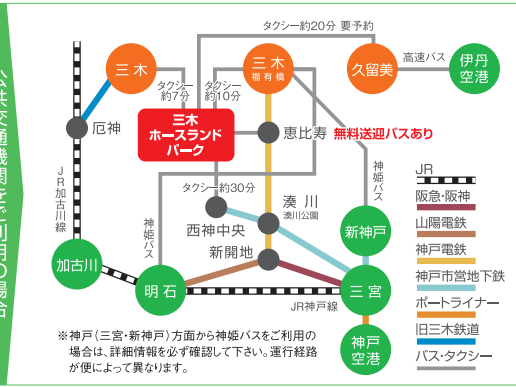 公共交通機関をご利用の場合
タクシー約20分 要予約
三木
三木
福有橋
久留美
高速バス
伊丹
空港
タクシー
約7分
タクシー
約10分
三木
ホースランド
パーク
厄神
恵比寿 無料送迎バスあり
JR加古川線
神姫バス
JR
阪急・阪神
山陽電鉄
神戸電鉄
神戸市営地下鉄
ポートライナー
旧三木鉄道
バス・タクシー
タクシー約30分
西神中央
湊川
湊川公園
新神戸
新開地
神姫バス
加古川
明石
JR神戸線
三宮
神戸
空港
※神戸(三宮・新神戸)方面から神姫バスをご利用の
場合は、詳細情報を必ず確認して下さい。運行経路
が便によって異なります。